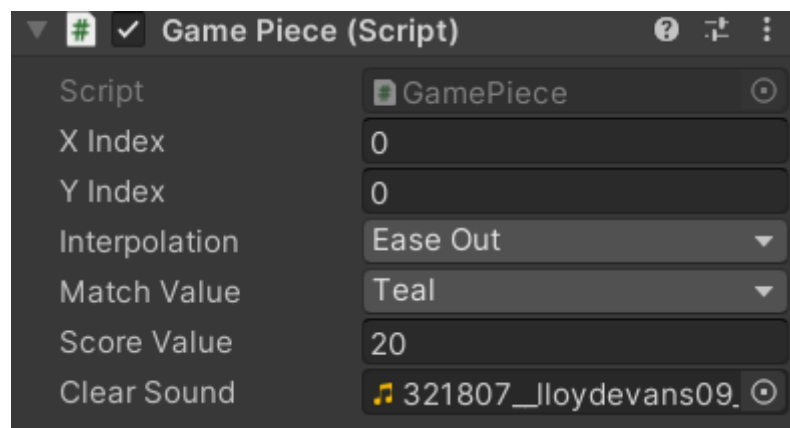 Game Piece (Script)
Script GamePiece
X Index 0
Y Index 0
Interpolation Ease Out
Match Value Teal
Score Value 20
Clear Sound 321807__lloydevans09_